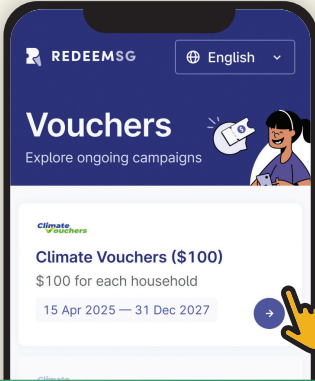 REDEEMSG
English
Vouchers
Explore ongoing campaigns
Climate
Vouchers
Climate Vouchers ($100)
$100 for each household
15 Apr 2025 — 31 Dec 2027
Climate